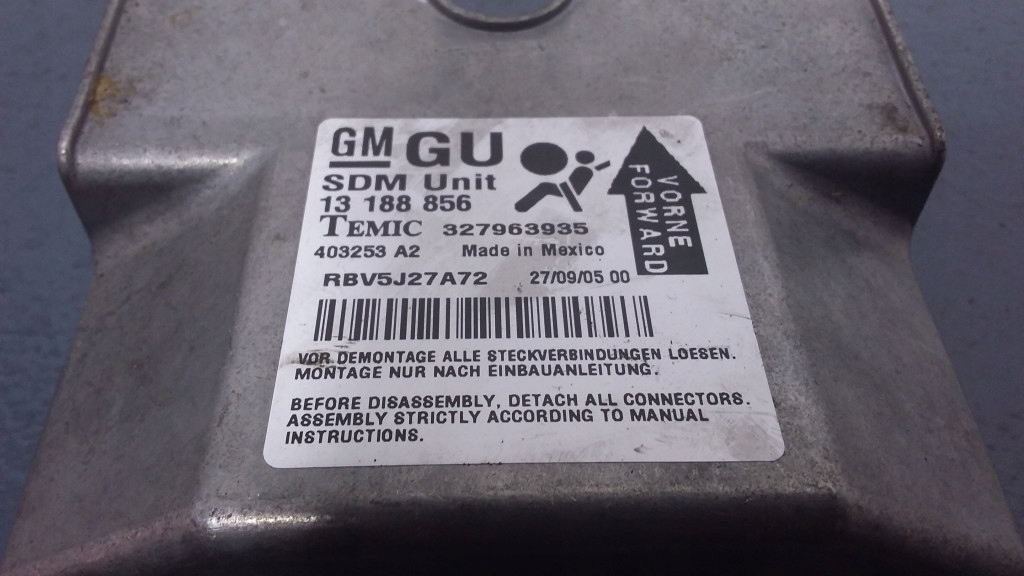 GM GU
SDM Unit
13 188 856
TEMIC 327963935
403253 A2 Made in Mexico
RBV5J27A72 27/09/05 00
VORNE
FORWARD
VOR DEMONTAGE ALLE STECKVERBINDUNGEN LOESEN.
MONTAGE NUR NACH EINBAUANLEITUNG.
BEFORE DISASSEMBLY, DETACH ALL CONNECTORS.
ASSEMBLY STRICTLY ACCORDING TO MANUAL
INSTRUCTIONS.